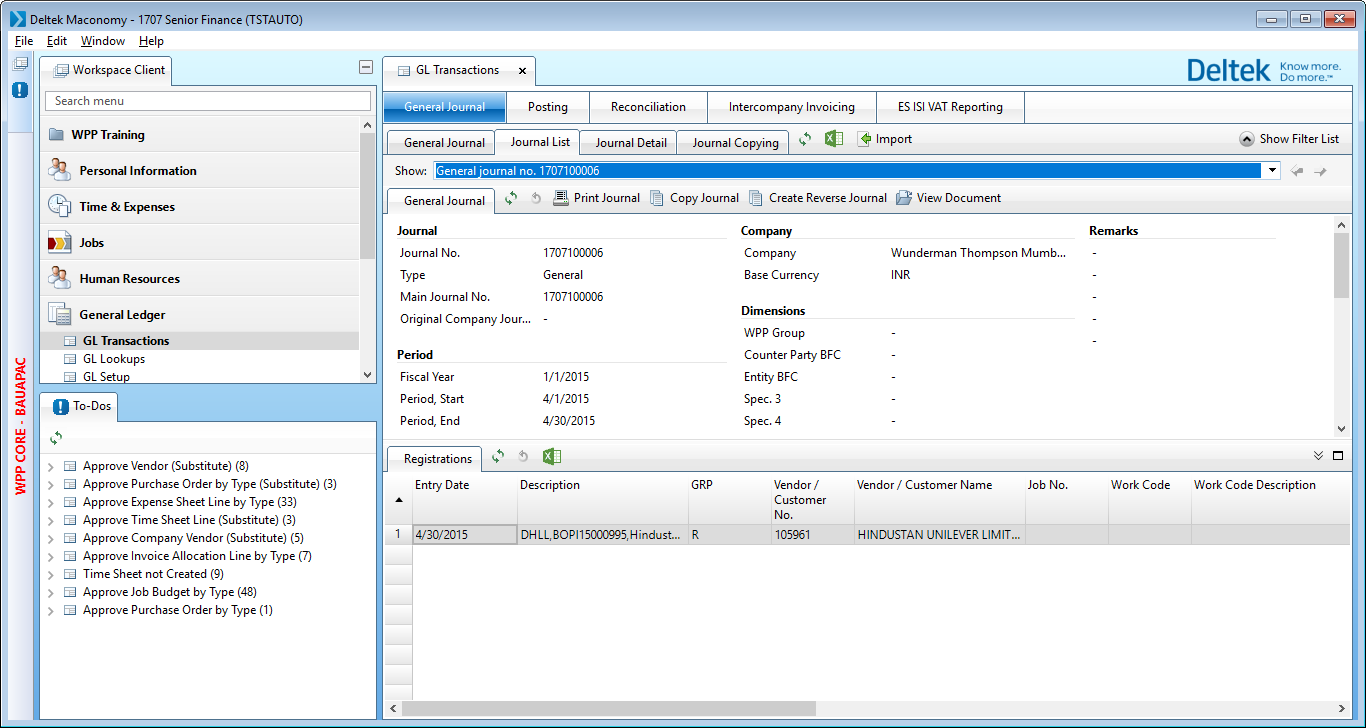 Deltek Maconomy - 1707 Senior Finance (TSTAUTO)
File Edit Window Help
WPP CORE - BAUAPAC
Workspace Client
Search menu
WPP Training
Personal Information
Time & Expenses
Jobs
Human Resources
General Ledger
GL Transactions
GL Lookups
GL Setup
To-Dos
Approve Vendor (Substitute) (8)
Approve Purchase Order by Type (Substitute) (3)
Approve Expense Sheet Line by Type (33)
Approve Time Sheet Line (Substitute) (3)
Approve Company Vendor (Substitute) (5)
Approve Invoice Allocation Line by Type (7)
Time Sheet not Created (9)
Approve Job Budget by Type (48)
Approve Purchase Order by Type (1)
GL Transactions
Deltek Know more.
Do more.™
General Journal Posting Reconciliation Intercompany Invoicing ES ISI VAT Reporting
General Journal Journal List Journal Detail Journal Copying Import Show Filter List
Show: General journal no. 1707100006
General Journal Print Journal Copy Journal Create Reverse Journal View Document
Journal
Journal No. 1707100006
Type General
Main Journal No. 1707100006
Original Company Jour... -
Period
Fiscal Year 1/1/2015
Period, Start 4/1/2015
Period, End 4/30/2015
Company
Company Wunderman Thompson Mumb...
Base Currency INR
Dimensions
WPP Group -
Counter Party BFC -
Entity BFC -
Spec. 3 -
Spec. 4 -
Remarks
-
-
-
-
-
Registrations
Entry Date Description GRP Vendor / Customer No. Vendor / Customer Name Job No. Work Code Work Code Description
1 4/30/2015 DHLL,BOPI15000995,Hindust... R 105961 HINDUSTAN UNILEVER LIMIT...